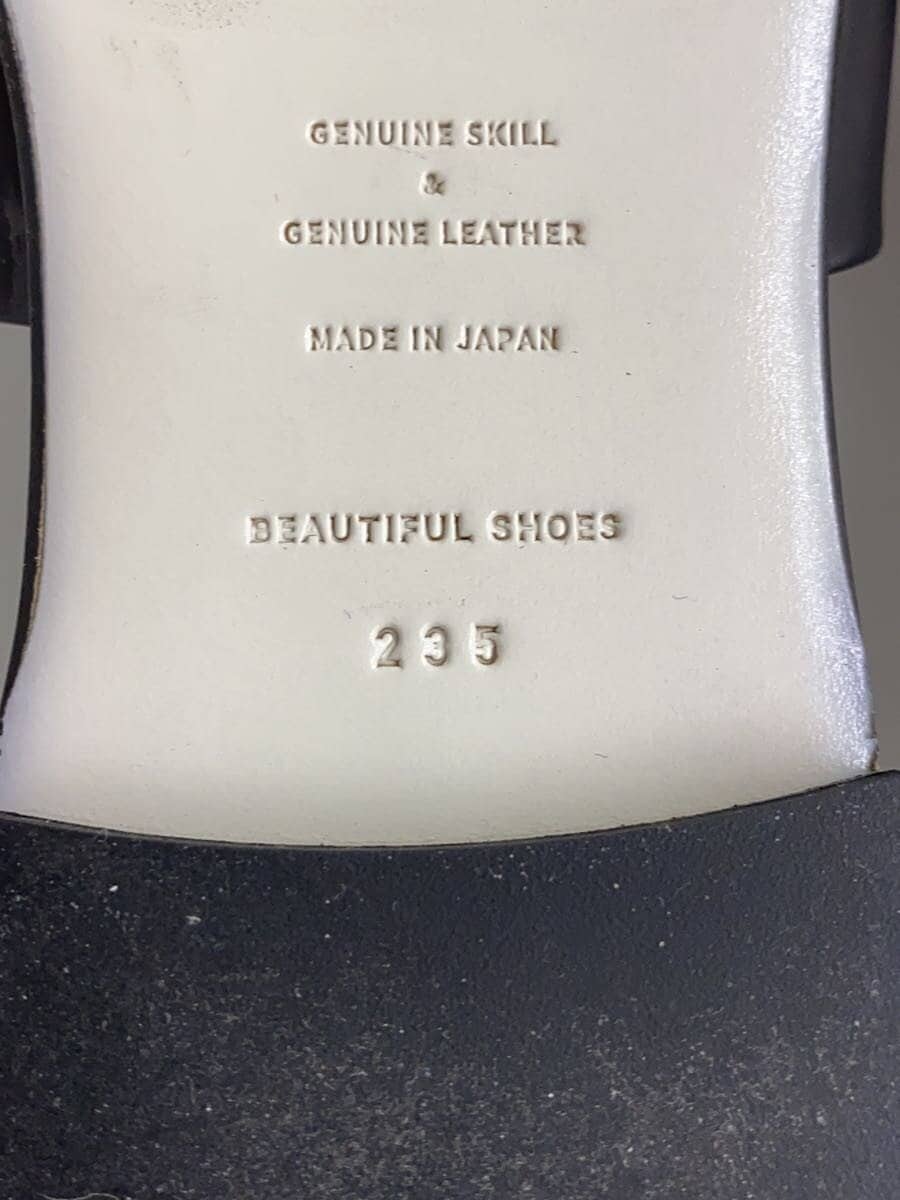 GENUINE SKILL
&
GENUINE LEATHER
MADE IN JAPAN
BEAUTIFUL SHOES
235